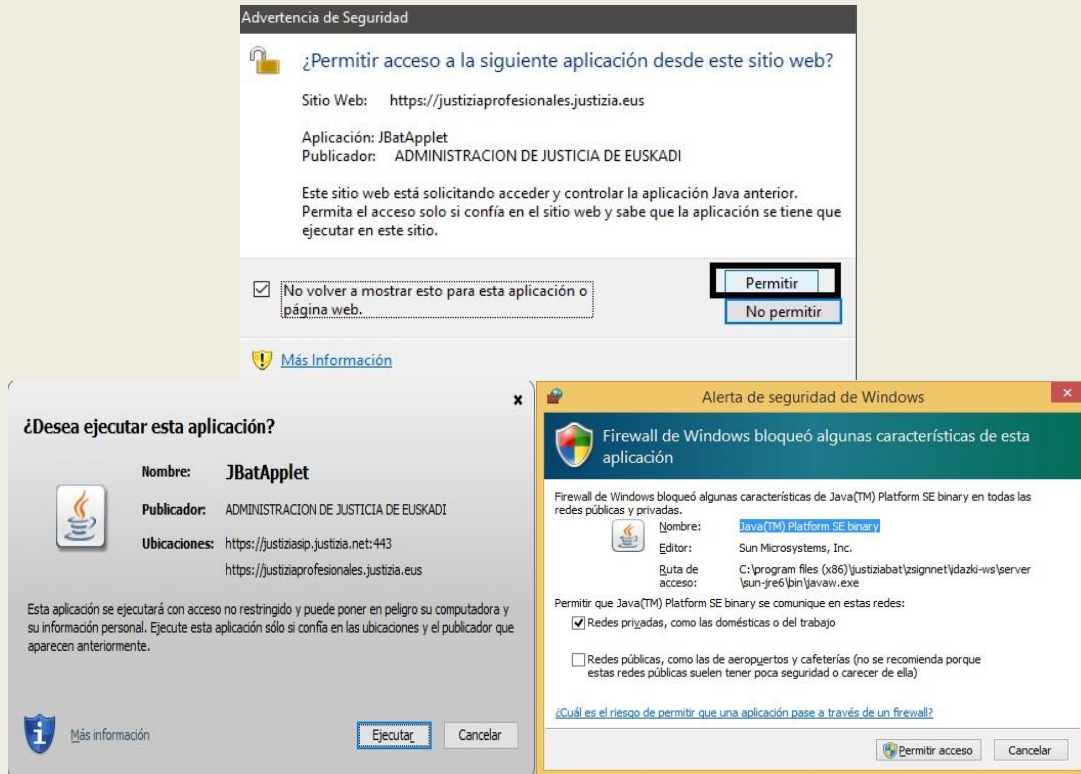 Advertencia de Seguridad
¿Permitir acceso a la siguiente aplicación desde este sitio web?
Sitio Web: https://justiziaprofesionales.justizia.eus
Aplicación: JBatApplet
Publicador: ADMINISTRACION DE JUSTICIA DE EUSKADI
Este sitio web está solicitando acceder y controlar la aplicación Java anterior.
Permita el acceso solo si confía en el sitio web y sabe que la aplicación se tiene que
ejecutar en este sitio.
No volver a mostrar esto para esta aplicación o
página web.
Permitir
No permitir
Más Información
x
¿Desea ejecutar esta aplicación?
Nombre: JBatApplet
Publicador: ADMINISTRACION DE JUSTICIA DE EUSKADI
Ubicaciones: https://justiziasip.justizia.net:443
https://justiziaprofesionales.justizia.eus
Esta aplicación se ejecutará con acceso no restringido y puede poner en peligro su computadora y
su información personal. Ejecute esta aplicación sólo si confía en las ubicaciones y el publicador que
aparecen anteriormente.
Más información
Ejecutar
Cancelar
Alerta de seguridad de Windows
Firewall de Windows bloqueó algunas características de esta
aplicación
Firewall de Windows bloqueó algunas características de Java(TM) Platform SE binary en todas las
redes públicas y privadas.
Nombre: Java(TM) Platform SE binary
Editor: Sun Microsystems, Inc.
Ruta de
acceso:
C:\program files (x86)\justiziabat\zsignnet\idazki-ws\server
\sun-jre6\bin\javaw.exe
Permitir que Java(TM) Platform SE binary se comunique en estas redes:
Redes privadas, como las domésticas o del trabajo
Redes públicas, como las de aeropuertos y cafeterías (no se recomienda porque
estas redes públicas suelen tener poca seguridad o carecer de ella)
¿Cuál es el riesgo de permitir que una aplicación pase a través de un firewall?
Permitir acceso
Cancelar